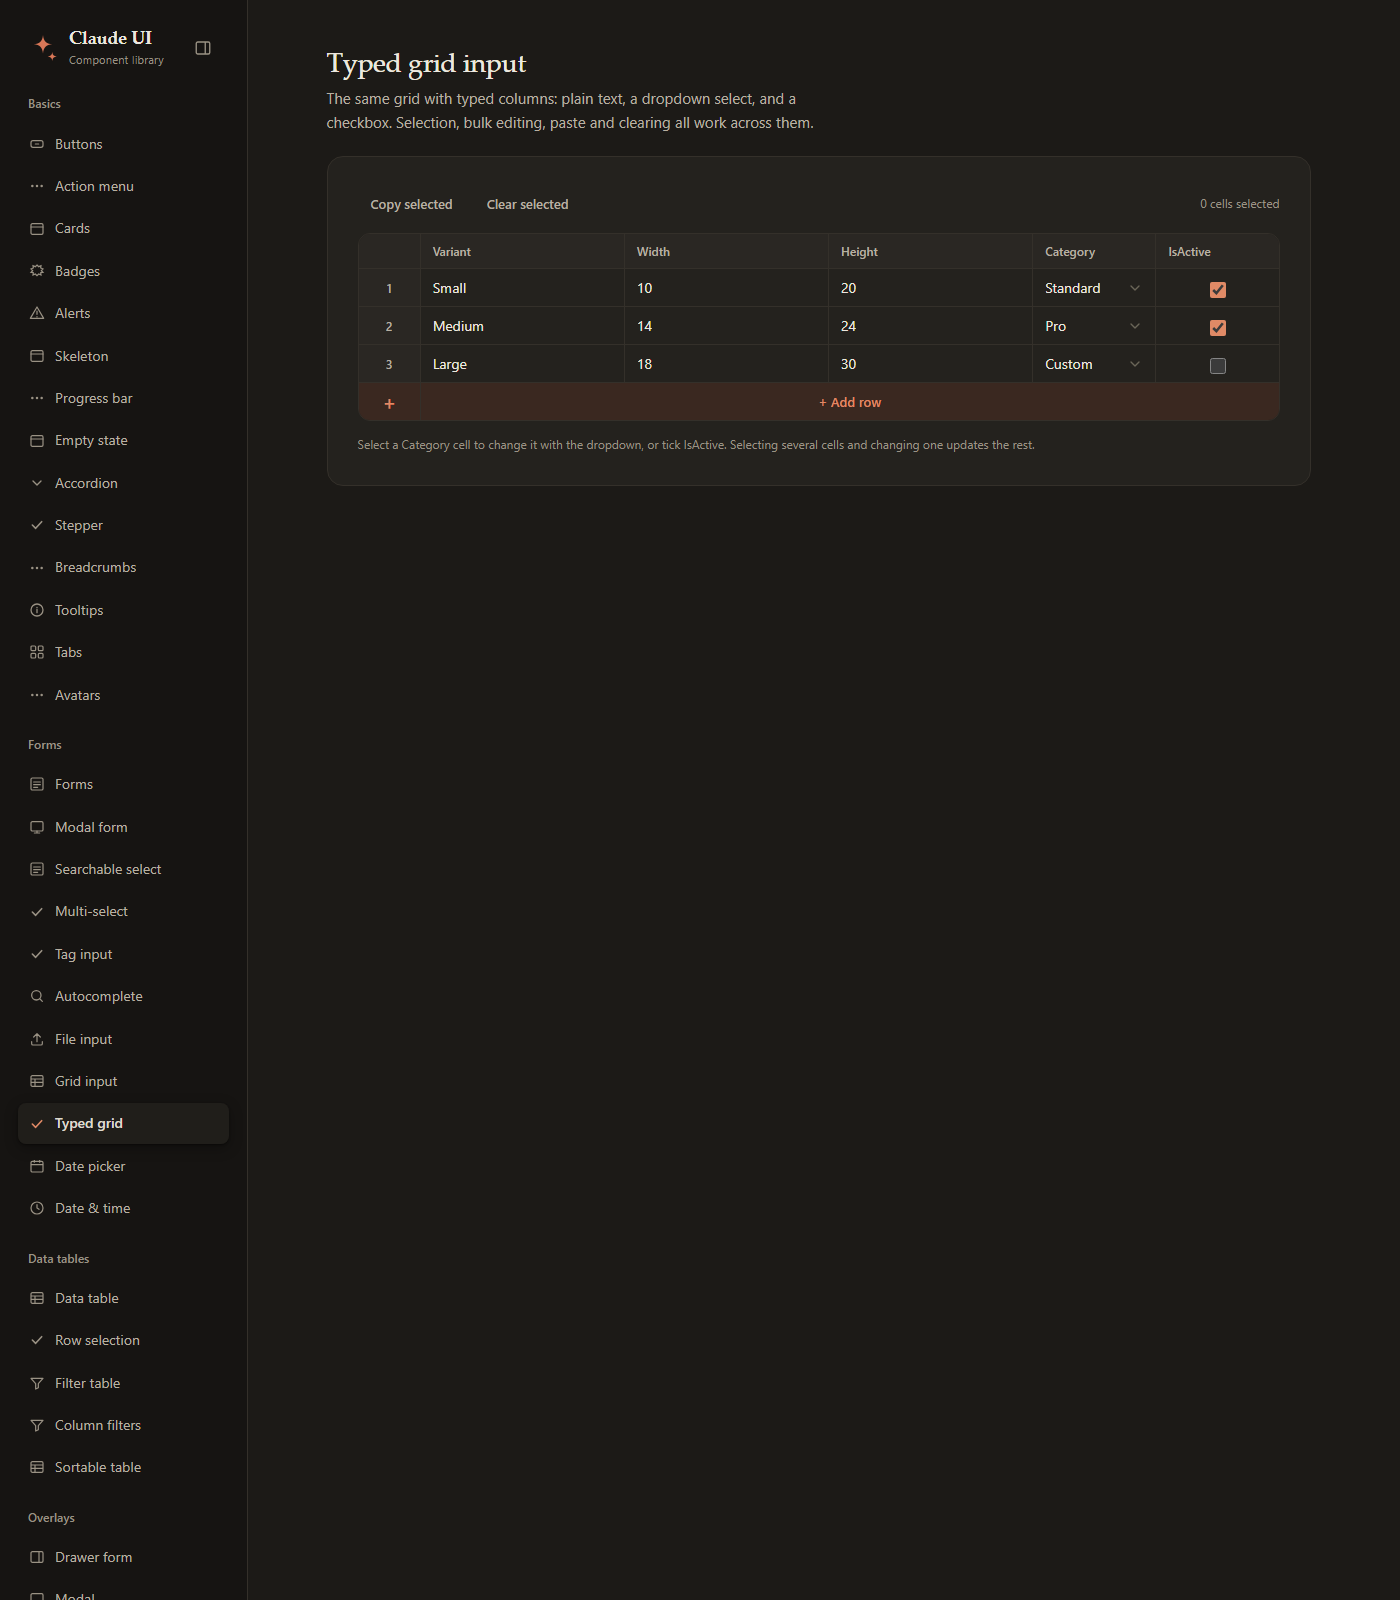 Claude UI
Component library
Basics
Buttons
Action menu
Cards
Badges
Alerts
Skeleton
Progress bar
Empty state
Accordion
Stepper
Breadcrumbs
Tooltips
Tabs
Avatars
Forms
Forms
Modal form
Searchable select
Multi-select
Tag input
Autocomplete
File input
Grid input
Typed grid
Date picker
Date & time
Data tables
Data table
Row selection
Filter table
Column filters
Sortable table
Overlays
Drawer form
Modal
Typed grid input
The same grid with typed columns: plain text, a dropdown select, and a
checkbox. Selection, bulk editing, paste and clearing all work across them.
Copy selected Clear selected 0 cells selected
Variant Width Height Category IsActive
1 Small 10 20 Standard
2 Medium 14 24 Pro
3 Large 18 30 Custom
+ + Add row
Select a Category cell to change it with the dropdown, or tick IsActive. Selecting several cells and changing one updates the rest.